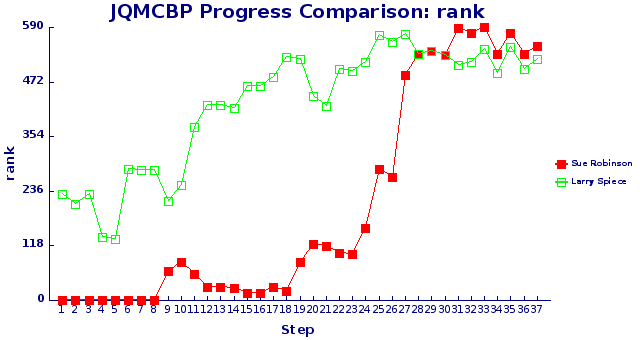 JQMCBP Progress Comparison: rank
590
472
354
236
118
0
rank
1 2 3 4 5 6 7 8 9 10 11 12 13 14 15 16 17 18 19 20 21 22 23 24 25 26 27 28 29 30 31 32 33 34 35 36 37
Step
Sue Robinson
Larry Spiece